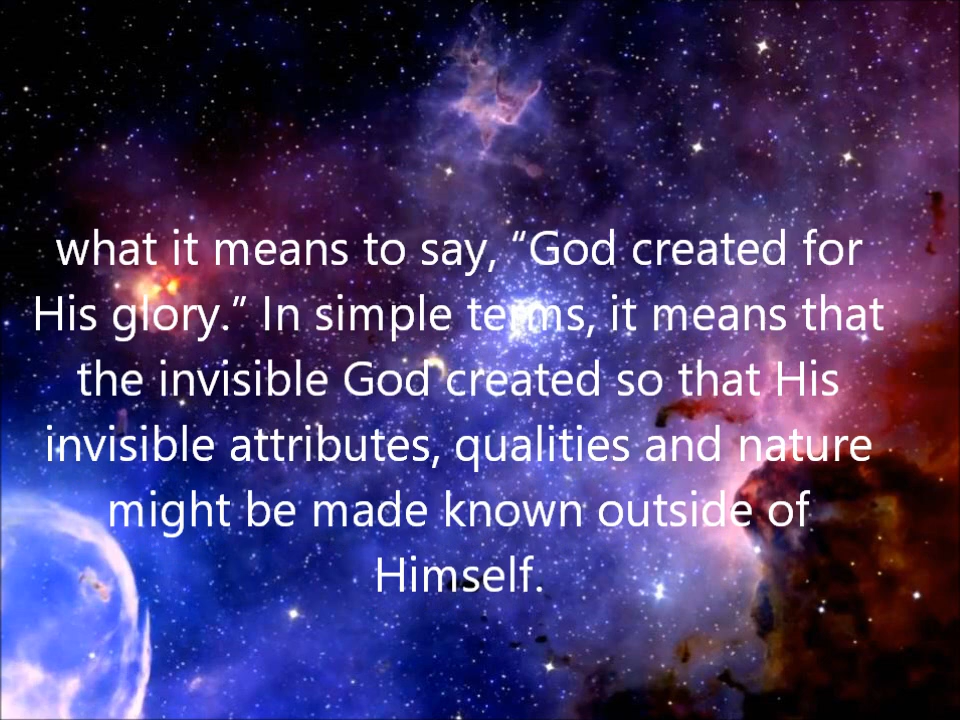 what it means to say, “God created for
His glory.” In simple terms, it means that
the invisible God created so that His
invisible attributes, qualities and nature
might be made known outside of
Himself.